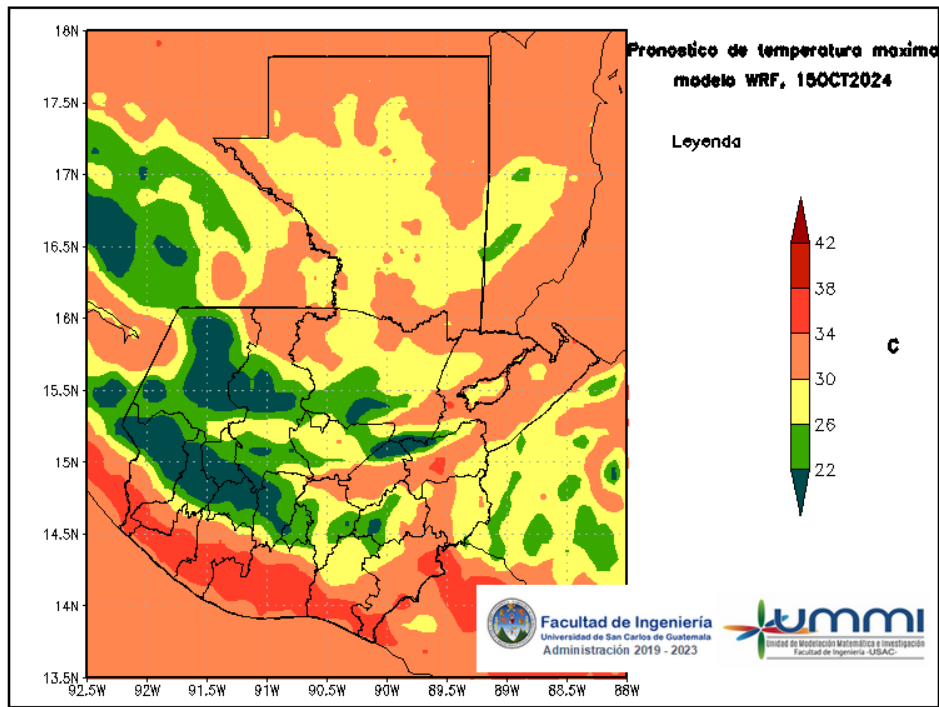 Pronostico de temperatura maxima
modelo WRF, 15OCT2024
Leyenda
18N
17.5N
17N
16.5N
16N
15.5N
15N
14.5N
14N
13.5N
92.5W
92W
91.5W
91W
90.5W
90W
89.5W
89W
88.5W
88W
42
38
34
30
26
22
C
Facultad de Ingeniería
Universidad de San Carlos de Guatemala
Administración 2019 - 2023
ummi
Unidad de Modelación Matemática e Investigación
Facultad de Ingeniería -USAC-